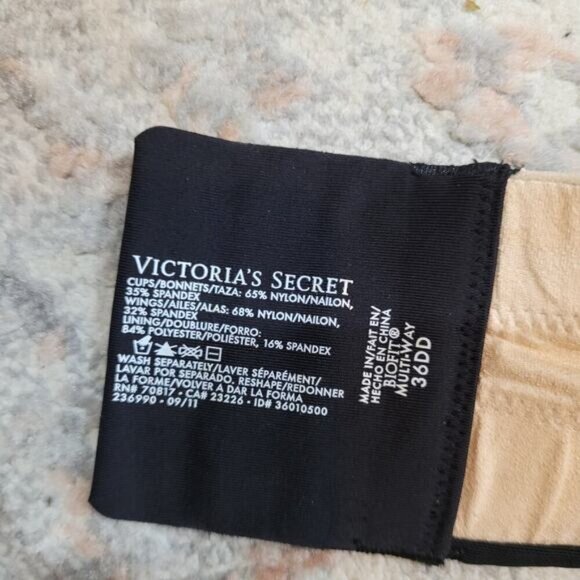 VICTORIA'S SECRET
CUPS/BONNETS/TAZA: 65% NYLON/NAILON,
35% SPANDEX
WINGS/AILES/ALAS: 68% NYLON/NAILON,
32% SPANDEX
LINING/DOUBLURE/FORRO:
84% POLYESTER/POLIÉSTER, 16% SPANDEX
WASH SEPARATELY/LAVER SÉPARÉMENT/
LAVAR POR SEPARADO. RESHAPE/REDONNER
LA FORME/VOLVER A DAR LA FORMA
RN# 70817 • CA# 23226 • ID# 36010500
236990 - 09/11
MADE IN/FAIT EN/
HECHO EN CHINA
BIOFIT®
MULTI-WAY
36DD